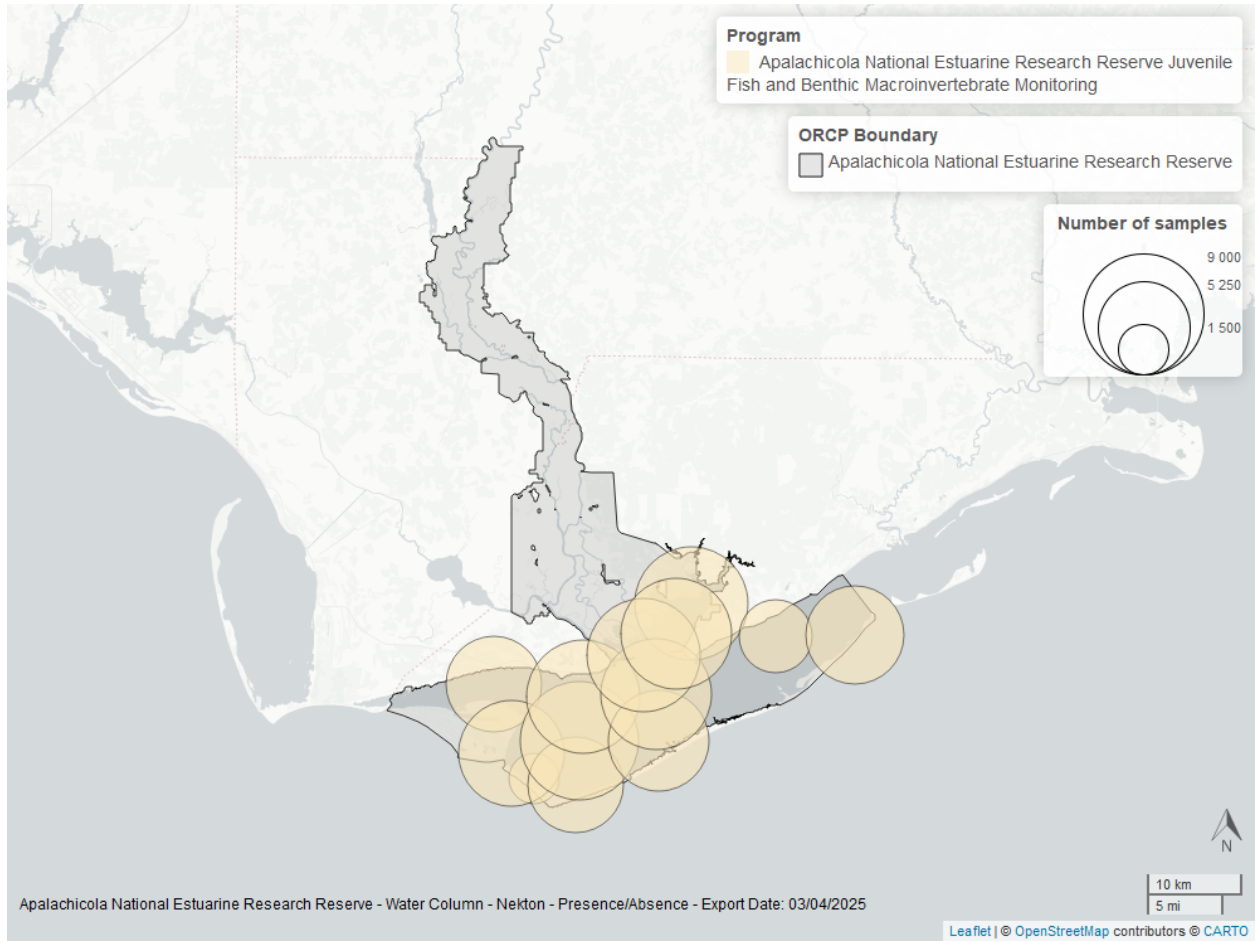 Program
Apalachicola National Estuarine Research Reserve Juvenile
Fish and Benthic Macroinvertebrate Monitoring
ORCP Boundary
Apalachicola National Estuarine Research Reserve
Number of samples
9 000
5 250
1 500
N
10 km
5 mi
Apalachicola National Estuarine Research Reserve - Water Column - Nekton - Presence/Absence - Export Date: 03/04/2025
Leaflet | © OpenStreetMap contributors © CARTO